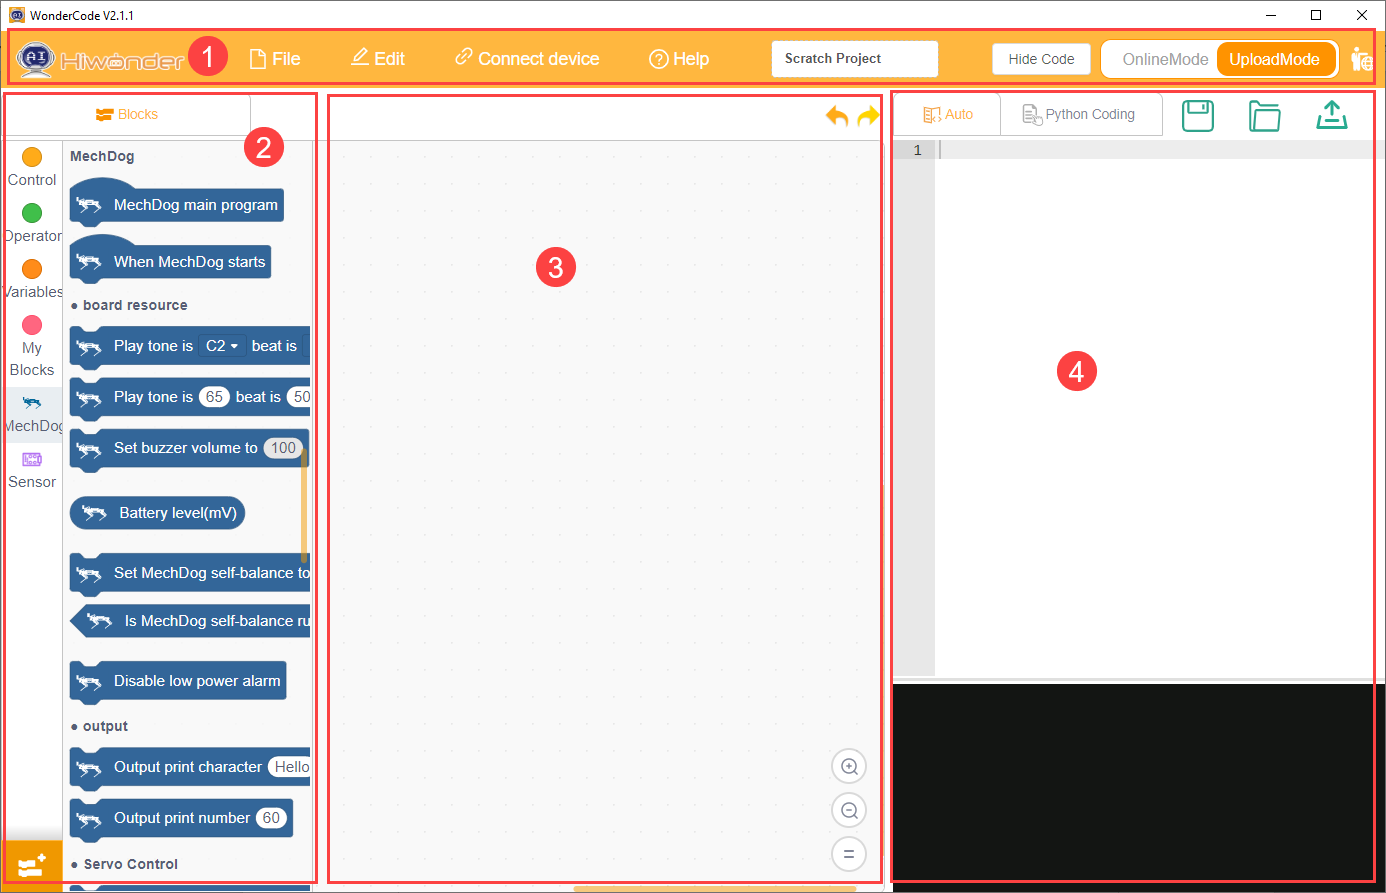 WonderCode V2.1.1
AI Hiwonder 1 File Edit Connect device Help Scratch Project Hide Code OnlineMode UploadMode
Blocks
2
Control
Operator
Variables
My
Blocks
MechDog
Sensor
MechDog
MechDog main program
When MechDog starts
• board resource
Play tone is C2 beat is
Play tone is 65 beat is 50
Set buzzer volume to 100
Battery level(mV)
Set MechDog self-balance to
Is MechDog self-balance ru
Disable low power alarm
• output
Output print character Hello
Output print number 60
• Servo Control
3
Auto Python Coding
1
4